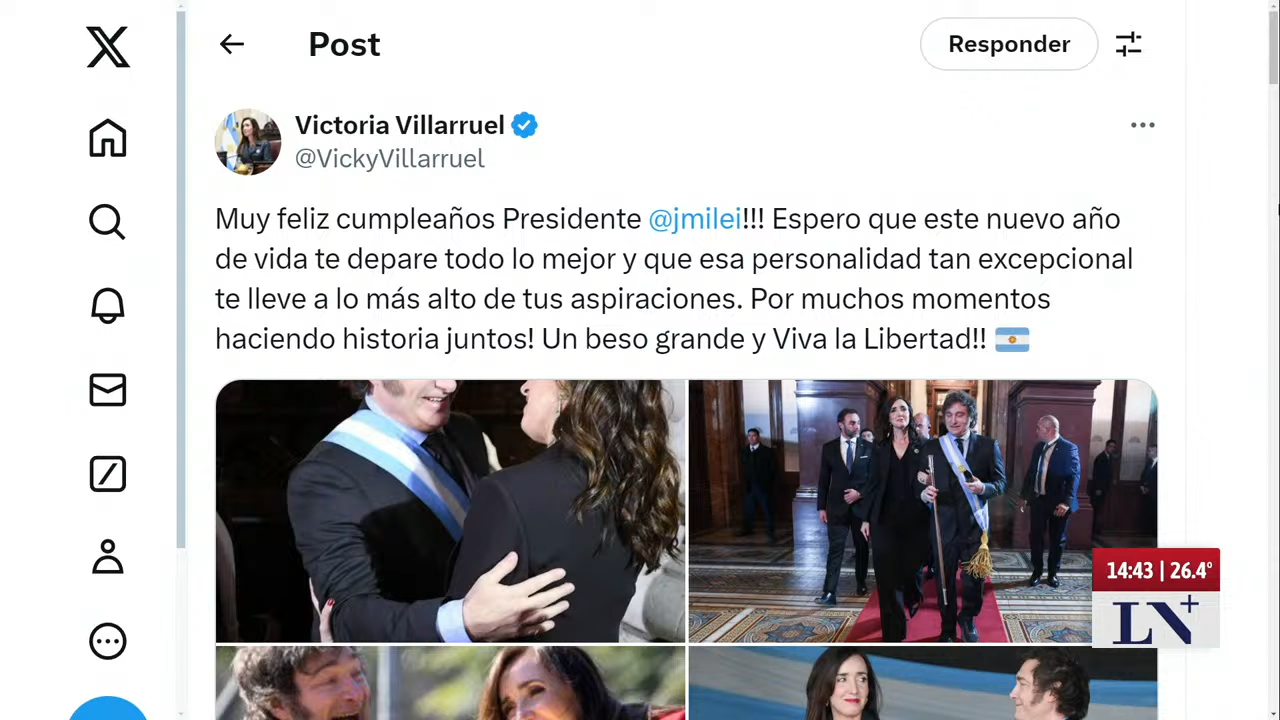 Post
Responder
Victoria Villarruel
@VickyVillarruel
Muy feliz cumpleaños Presidente @jmilei!!! Espero que este nuevo año
de vida te depare todo lo mejor y que esa personalidad tan excepcional
te lleve a lo más alto de tus aspiraciones. Por muchos momentos
haciendo historia juntos! Un beso grande y Viva la Libertad!! 🇦🇷
14:43 | 26.4°
LN+